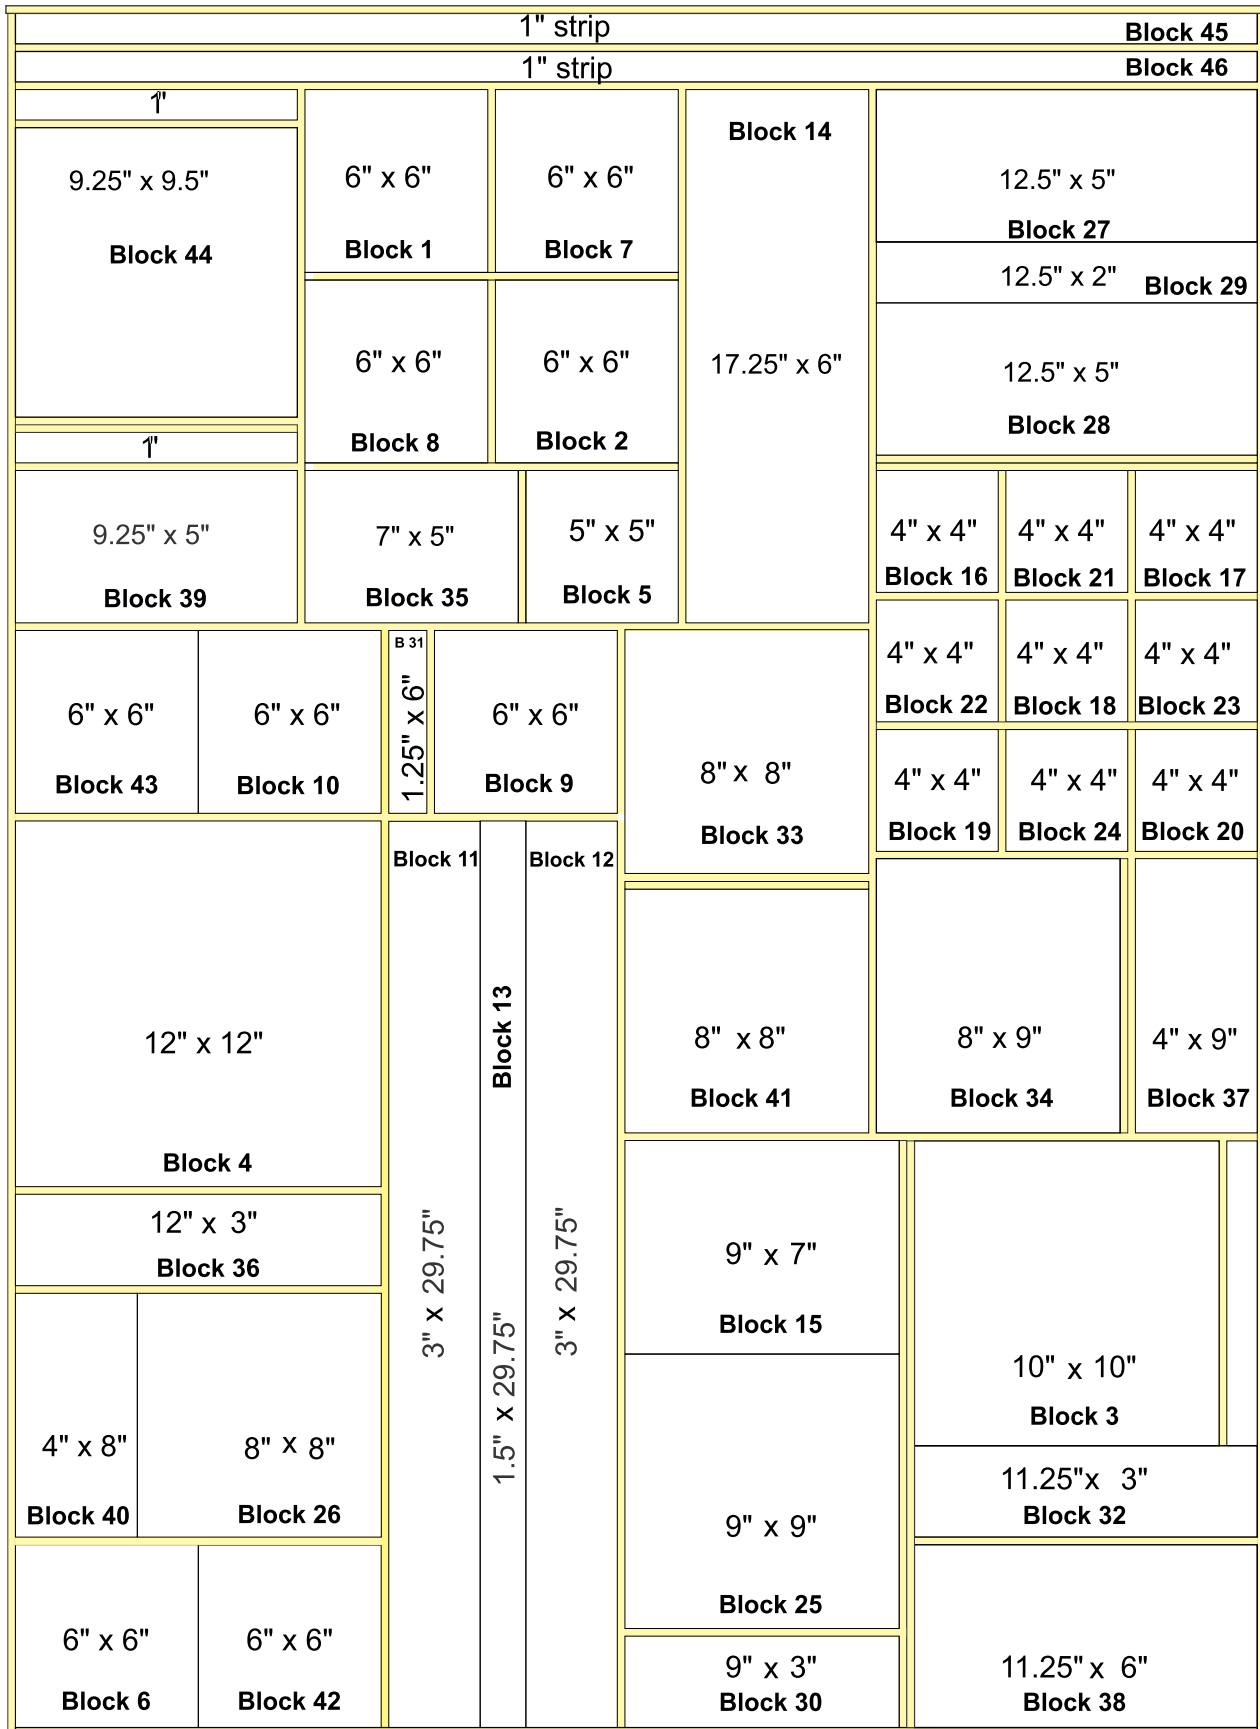 1" strip
Block 45
1" strip
Block 46
1"
9.25" x 9.5"
Block 44
1"
6" x 6"
Block 1
6" x 6"
Block 7
6" x 6"
Block 8
6" x 6"
Block 2
Block 14
17.25" x 6"
12.5" x 5"
Block 27
12.5" x 2"
Block 29
12.5" x 5"
Block 28
9.25" x 5"
Block 39
7" x 5"
Block 35
5" x 5"
Block 5
4" x 4"
Block 16
4" x 4"
Block 21
4" x 4"
Block 17
4" x 4"
Block 22
4" x 4"
Block 18
4" x 4"
Block 23
4" x 4"
Block 19
4" x 4"
Block 24
4" x 4"
Block 20
6" x 6"
Block 43
6" x 6"
Block 10
B 31
1.25" x 6"
6" x 6"
Block 9
8" x 8"
Block 33
12" x 12"
Block 4
Block 11
3" x 29.75"
Block 13
1.5" x 29.75"
Block 12
3" x 29.75"
8" x 8"
Block 41
8" x 9"
Block 34
4" x 9"
Block 37
12" x 3"
Block 36
9" x 7"
Block 15
10" x 10"
Block 3
4" x 8"
Block 40
8" x 8"
Block 26
9" x 9"
Block 25
11.25"x 3"
Block 32
6" x 6"
Block 6
6" x 6"
Block 42
9" x 3"
Block 30
11.25" x 6"
Block 38